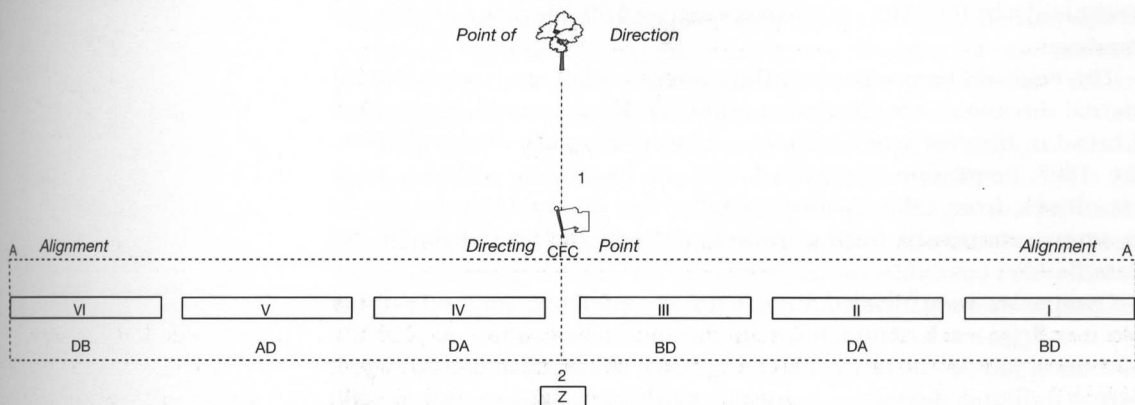 Point of Direction
1
A Alignment Directing CFC Point Alignment A
VI V IV III II I
DB AD DA BD DA BD
2
Z